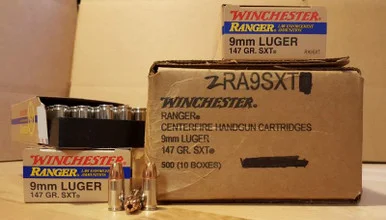 WINCHESTER
RANGER
9mm LUGER
147 GR. SXT®
ZRA9SXT
WINCHESTER®
RANGER®
CENTERFIRE HANDGUN CARTRIDGES
9mm LUGER
147 GR. SXT®
500 (10 BOXES)
WINCHESTER
RANGER
9mm LUGER
147 GR. SXT®